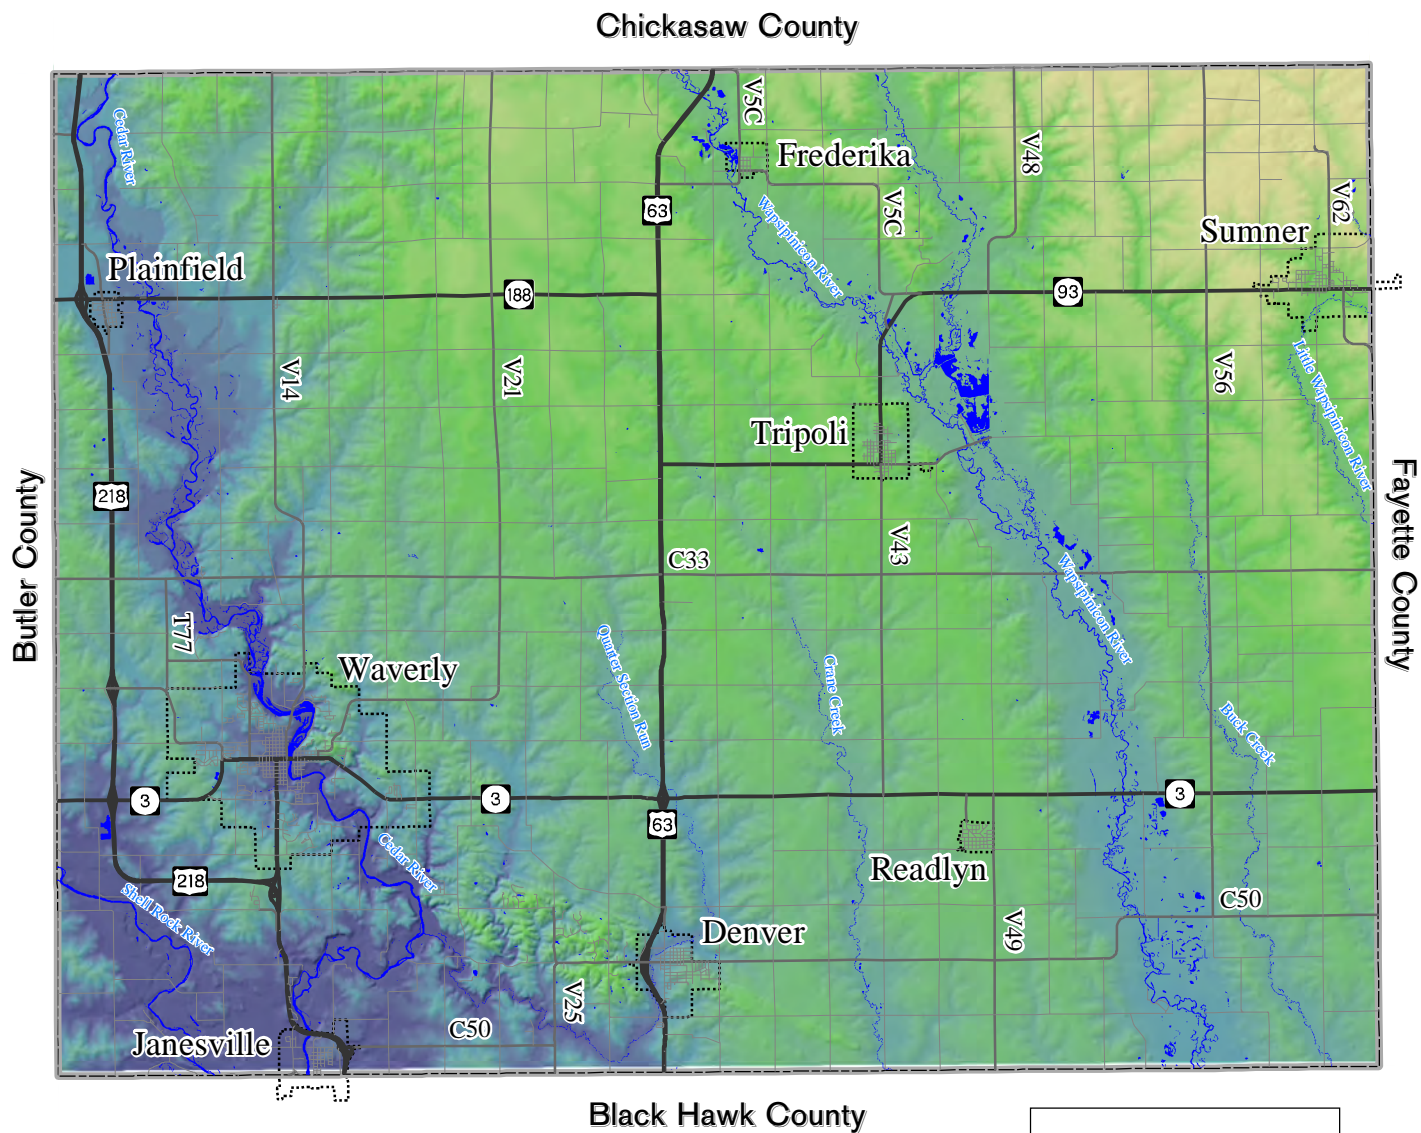 Chickasaw County
V5C
Cedar River
Frederika
V48
63
V5C
V62
Wapsipinicon River
Sumner
Plainfield
188
93
V14
V21
V56
Little Wapsipinicon River
Tripoli
Butler County
218
Fayette County
C33
V43
Wapsipinicon River
T77
Quarter Section Run
Waverly
Crane Creek
Buck Creek
3
3
3
63
Cedar River
Readlyn
218
Shell Rock River
C50
Denver
V49
V25
C50
Janesville
Black Hawk County